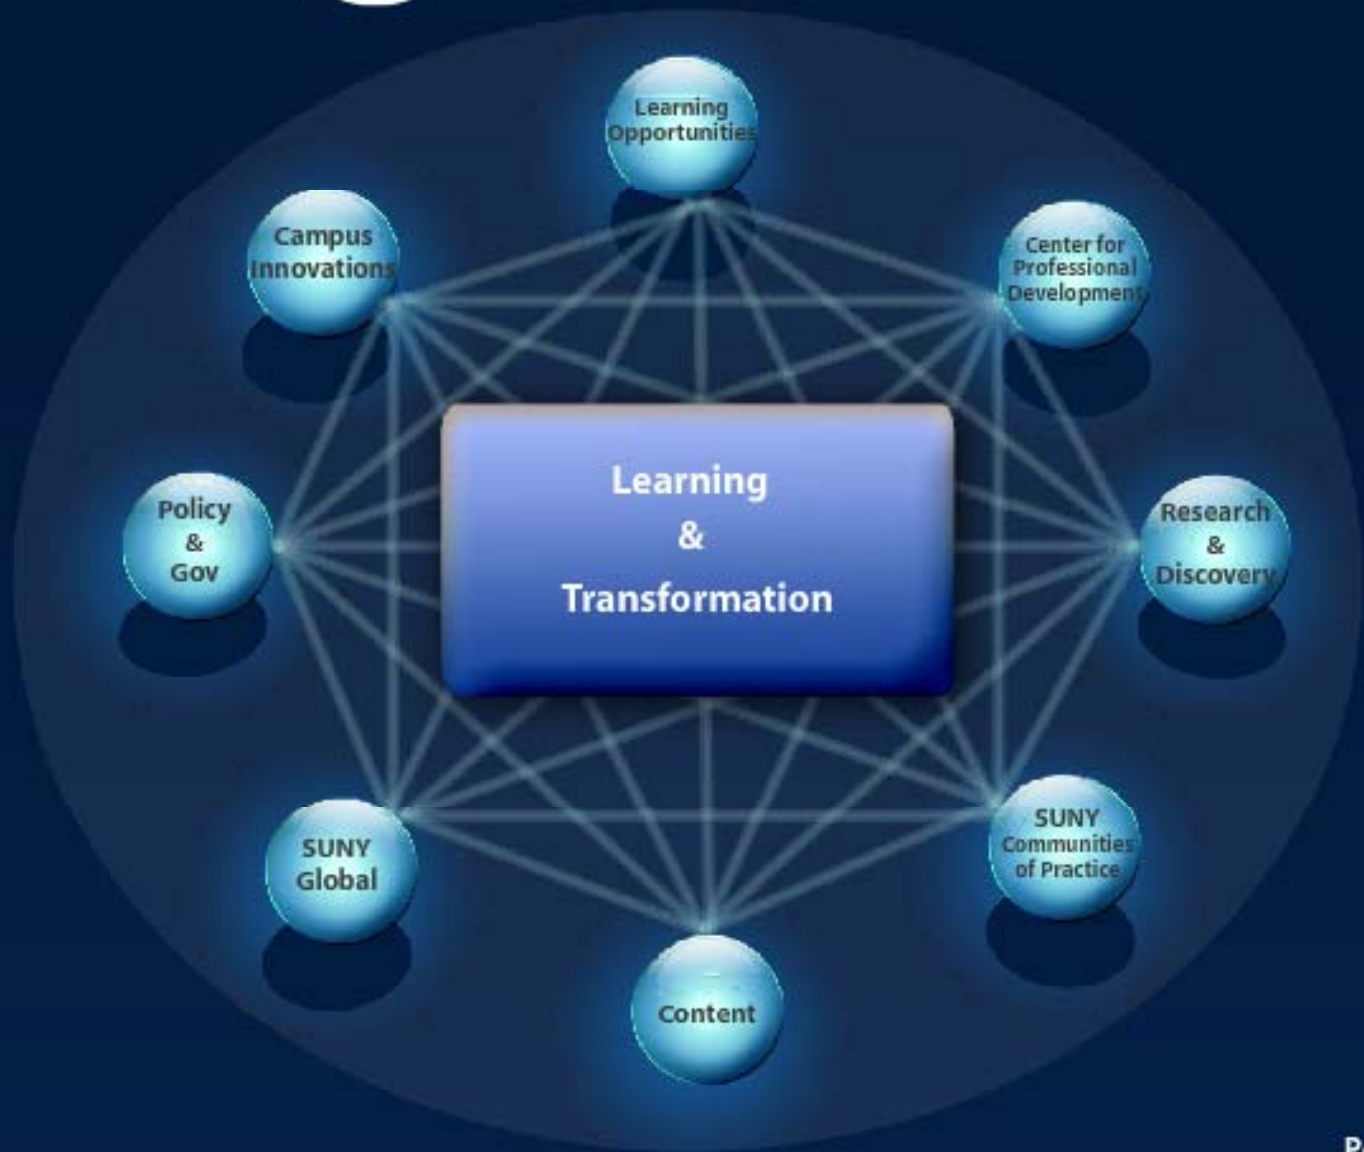 Learning
Opportunities
Campus
Innovations
Center for
Professional
Development
Learning
&
Transformation
Policy
&
Gov
Research
&
Discovery
SUNY
Global
SUNY
Communities
of Practice
Content